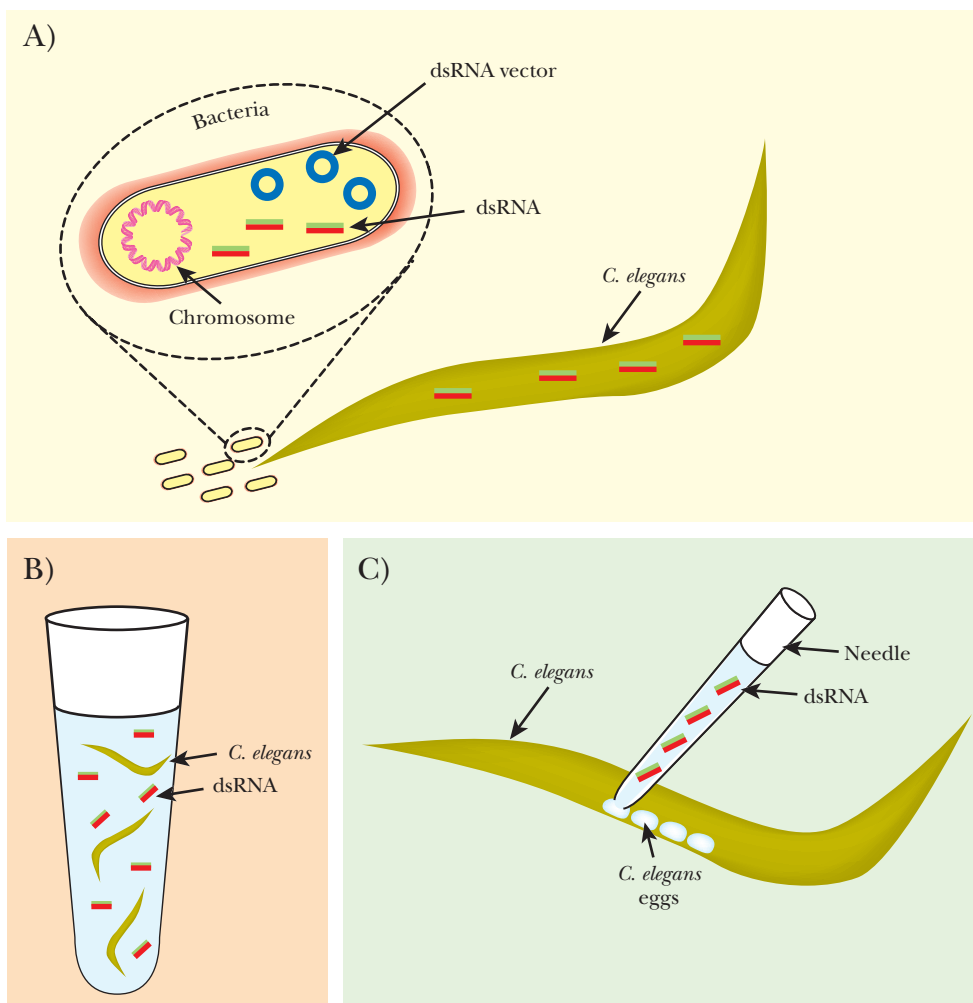 A)
dsRNA vector
Bacteria
dsRNA
C. elegans
Chromosome
B)
C. elegans
dsRNA
C)
Needle
dsRNA
C. elegans
C. elegans
eggs